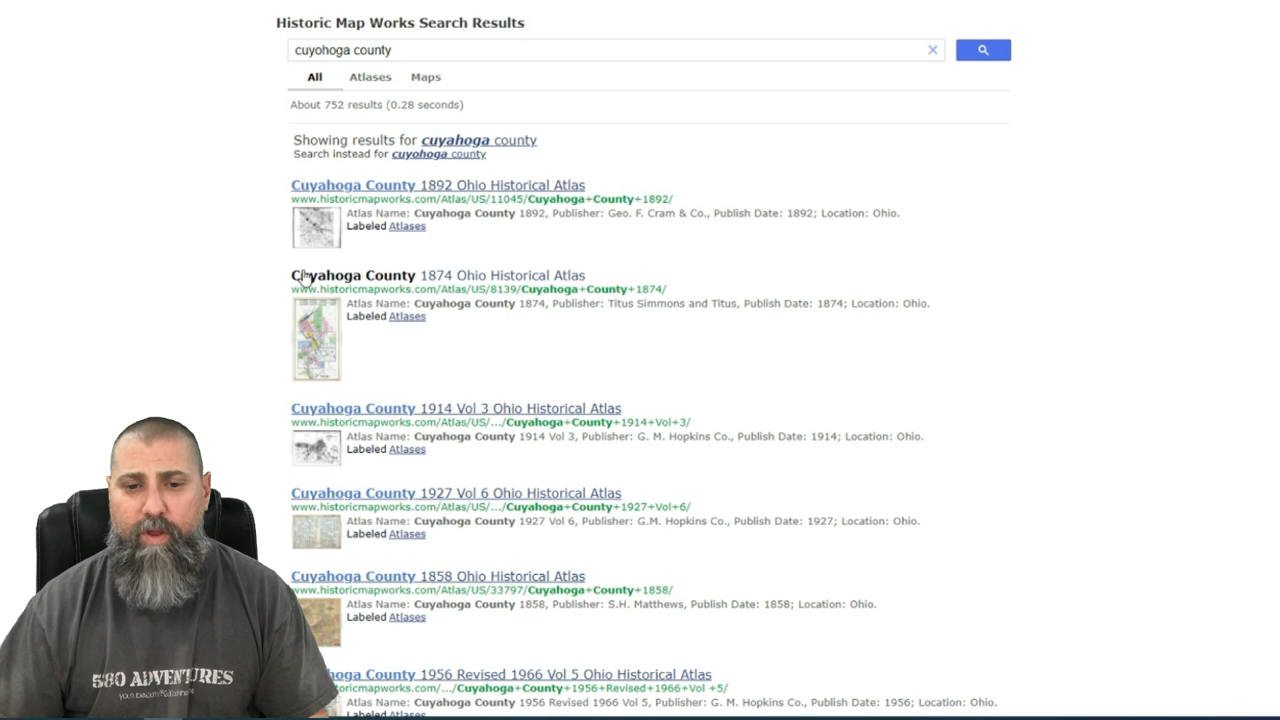 Historic Map Works Search Results
cuyohoga county
All Atlases Maps
About 752 results (0.28 seconds)
Showing results for cuyahoga county
Search instead for cuyohoga county
Cuyahoga County 1892 Ohio Historical Atlas
www.historicmapworks.com/Atlas/US/11045/Cuyahoga+County+1892/
Atlas Name: Cuyahoga County 1892, Publisher: Geo. F. Cram & Co., Publish Date: 1892; Location: Ohio.
Labeled Atlases
Cuyahoga County 1874 Ohio Historical Atlas
www.historicmapworks.com/Atlas/US/8139/Cuyahoga+County+1874/
Atlas Name: Cuyahoga County 1874, Publisher: Titus Simmons and Titus, Publish Date: 1874; Location: Ohio.
Labeled Atlases
Cuyahoga County 1914 Vol 3 Ohio Historical Atlas
www.historicmapworks.com/Atlas/US/.../Cuyahoga+County+1914+Vol+3/
Atlas Name: Cuyahoga County 1914 Vol 3, Publisher: G. M. Hopkins Co., Publish Date: 1914; Location: Ohio.
Labeled Atlases
Cuyahoga County 1927 Vol 6 Ohio Historical Atlas
www.historicmapworks.com/Atlas/US/.../Cuyahoga+County+1927+Vol+6/
Atlas Name: Cuyahoga County 1927 Vol 6, Publisher: G.M. Hopkins Co., Publish Date: 1927; Location: Ohio.
Labeled Atlases
Cuyahoga County 1858 Ohio Historical Atlas
www.historicmapworks.com/Atlas/US/33797/Cuyahoga+County+1858/
Atlas Name: Cuyahoga County 1858, Publisher: S.H. Matthews, Publish Date: 1858; Location: Ohio.
Labeled Atlases
hoga County 1956 Revised 1966 Vol 5 Ohio Historical Atlas
toricmapworks.com/.../Cuyahoga+County+1956+Revised+1966+Vol +5/
Atlas Name: Cuyahoga County 1956 Revised 1966 Vol 5, Publisher: G. M. Hopkins Co., Publish Date: 1956; Location: Ohio.
Labeled Atlases
580 ADVENTURES